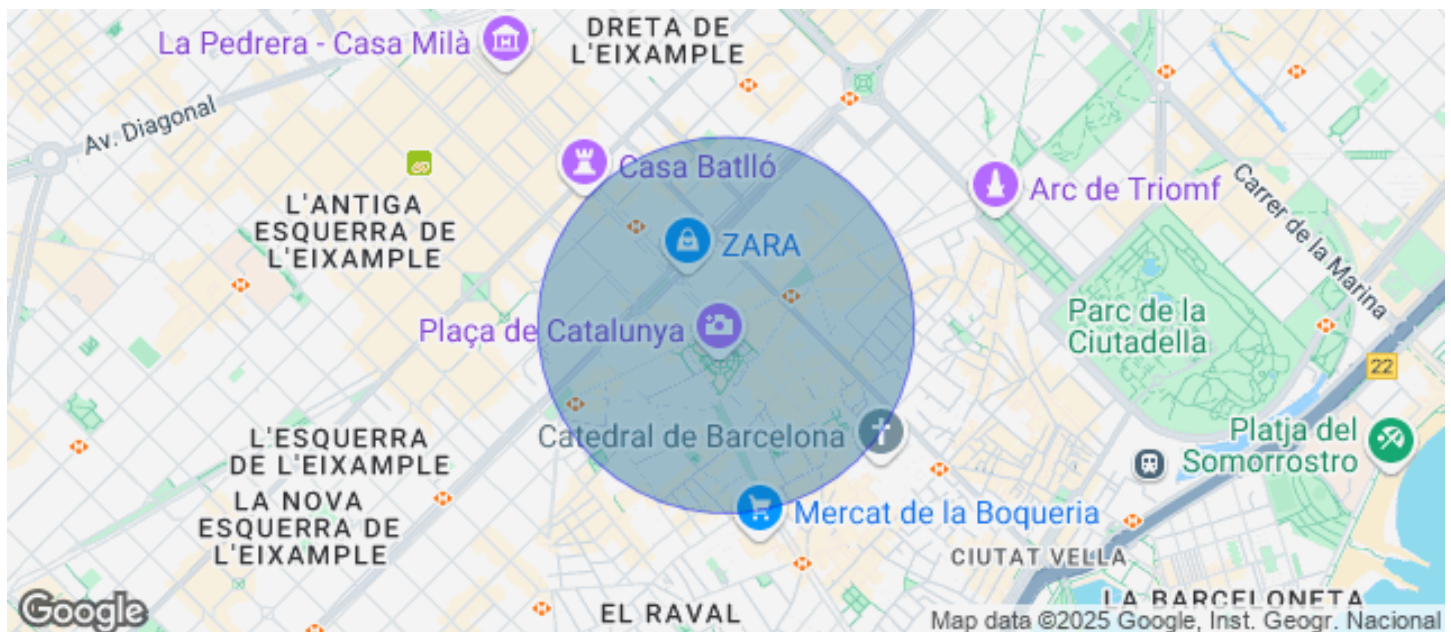 La Pedrera - Casa Milà
DRETA DE
L'EIXAMPLE
Av. Diagonal
Casa Batlló
Arc de Triomf
Carrer de la Marina
L'ANTIGA
ESQUERRA DE
L'EIXAMPLE
ZARA
Plaça de Catalunya
Parc de la
Ciutadella
22
L'ESQUERRA
DE L'EIXAMPLE
Catedral de Barcelona
Platja del
Somorrostro
LA NOVA
ESQUERRA DE
L'EIXAMPLE
Mercat de la Boqueria
CIUTAT VELLA
LA BARCELONETA
EL RAVAL
Google
Map data ©2025 Google, Inst. Geogr. Nacional